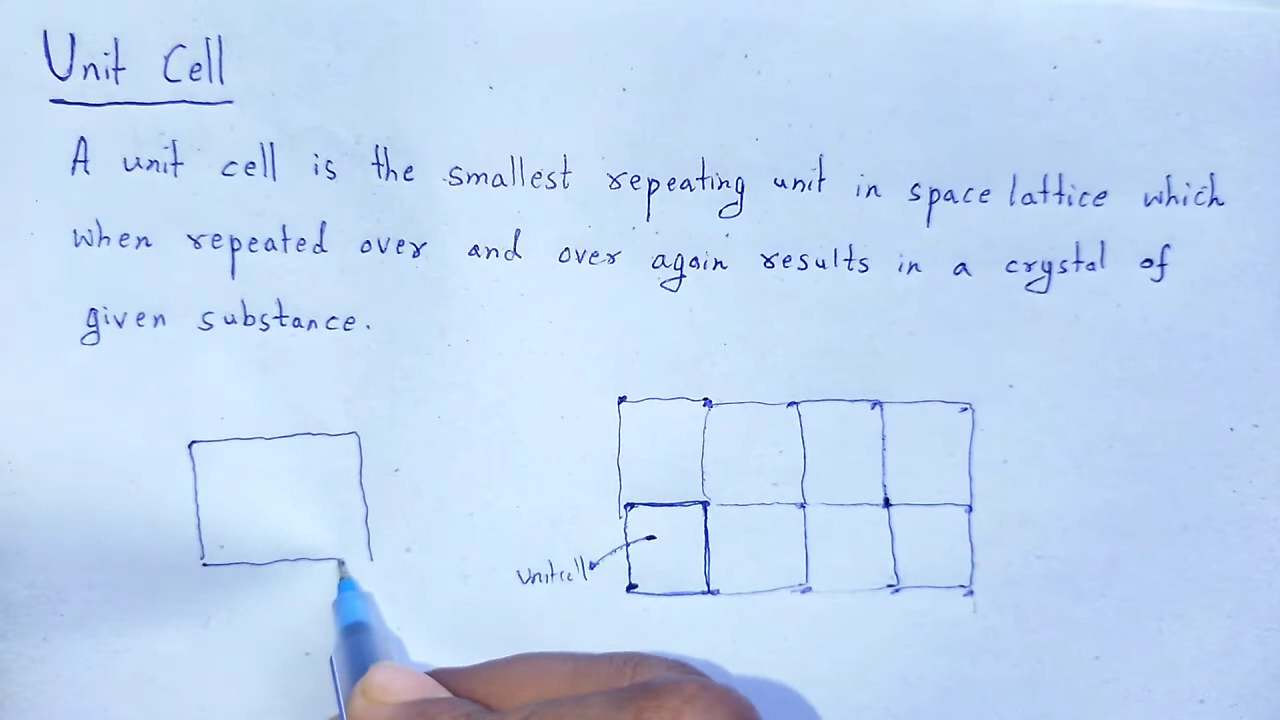 Unit Cell
A unit cell is the smallest repeating unit in space lattice which
when repeated over and over again results in a crystal of
given substance.
Unitcell